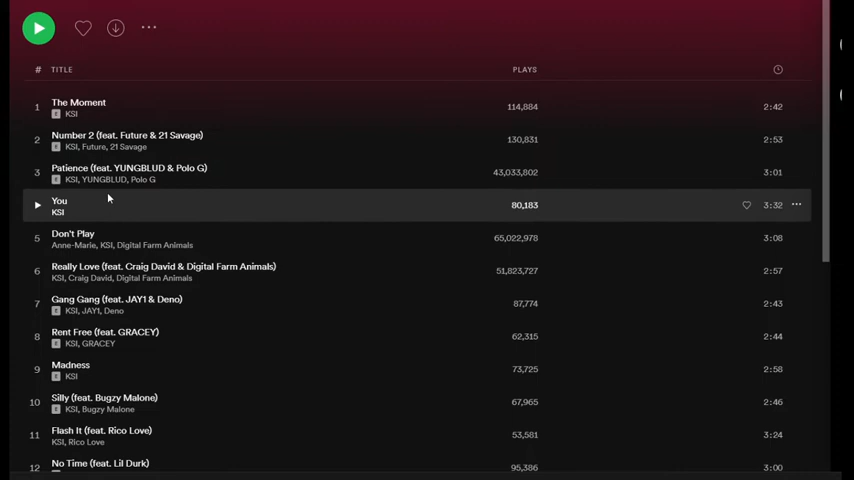 # TITLE PLAYS
1 The Moment 114,884 2:42
E KSI
2 Number 2 (feat. Future & 21 Savage) 130,831 2:53
E KSI, Future, 21 Savage
3 Patience (feat. YUNGBLUD & Polo G) 43,033,802 3:01
E KSI, YUNGBLUD, Polo G
You 80,183 3:32
KSI
5 Don't Play 65,022,978 3:08
Anne-Marie, KSI, Digital Farm Animals
6 Really Love (feat. Craig David & Digital Farm Animals) 51,823,727 2:57
KSI, Craig David, Digital Farm Animals
7 Gang Gang (feat. JAY1 & Deno) 87,774 2:43
E KSI, JAY1, Deno
8 Rent Free (feat. GRACEY) 62,315 2:44
E KSI, GRACEY
9 Madness 73,725 2:58
E KSI
10 Silly (feat. Bugzy Malone) 67,965 2:46
E KSI, Bugzy Malone
11 Flash It (feat. Rico Love) 53,581 3:24
KSI, Rico Love
12 No Time (feat. Lil Durk) 95,386 3:00